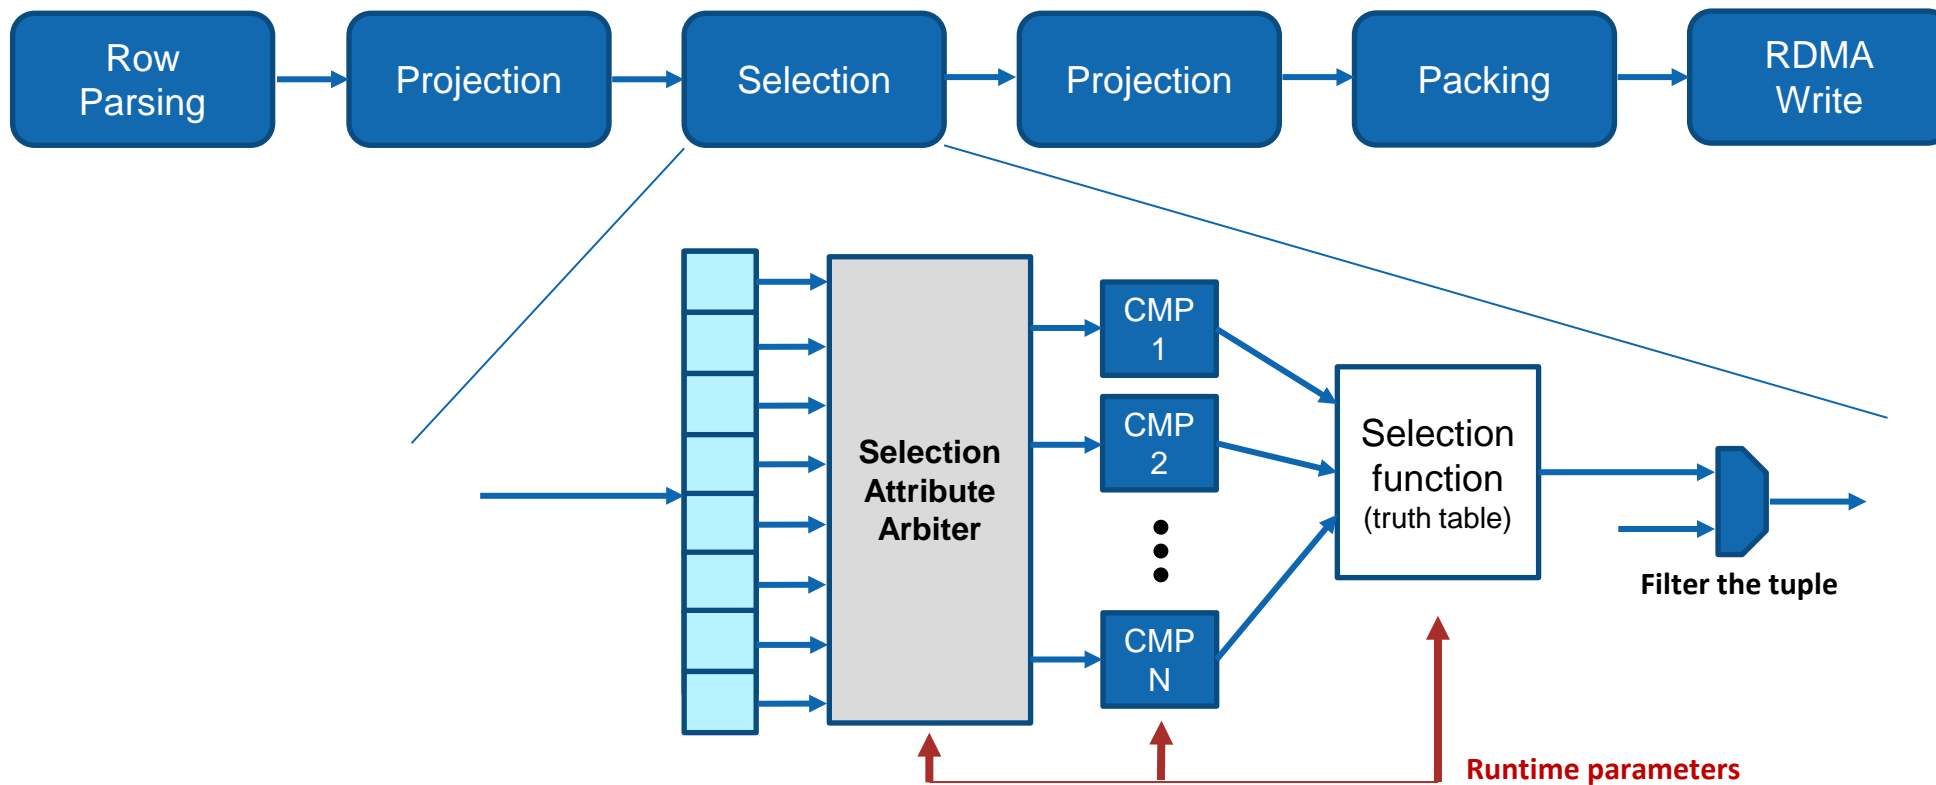 Row
Parsing
Projection
Selection
Projection
Packing
RDMA
Write
Selection
Attribute
Arbiter
CMP
1
CMP
2
CMP
N
Selection
function
(truth table)
Filter the tuple
Runtime parameters